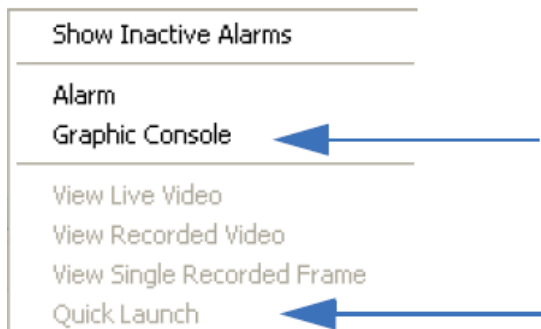 Show Inactive Alarms
Alarm
Graphic Console
View Live Video
View Recorded Video
View Single Recorded Frame
Quick Launch